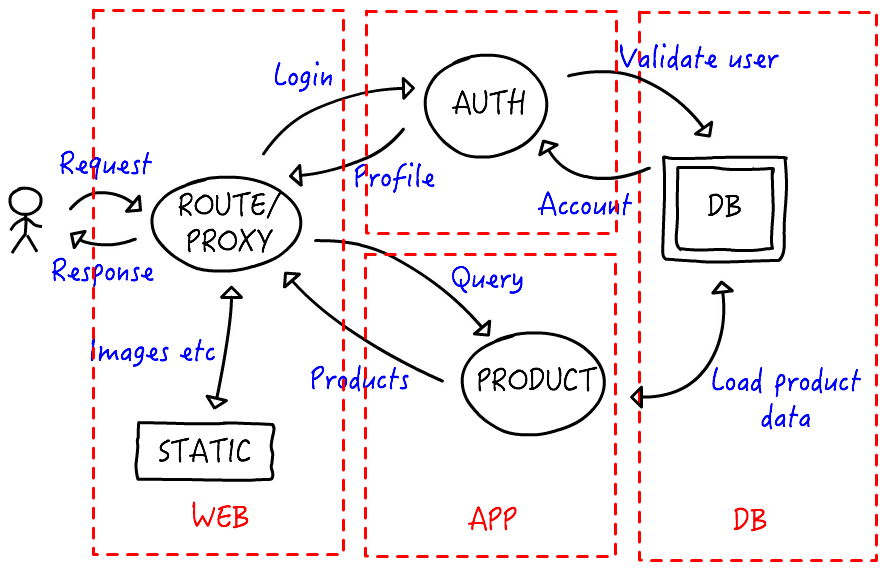 Login
Validate user
AUTH
Request
Profile
ROUTE/
PROXY
Account
DB
Response
Query
Images etc
Products
PRODUCT
Load product
data
STATIC
WEB
APP
DB